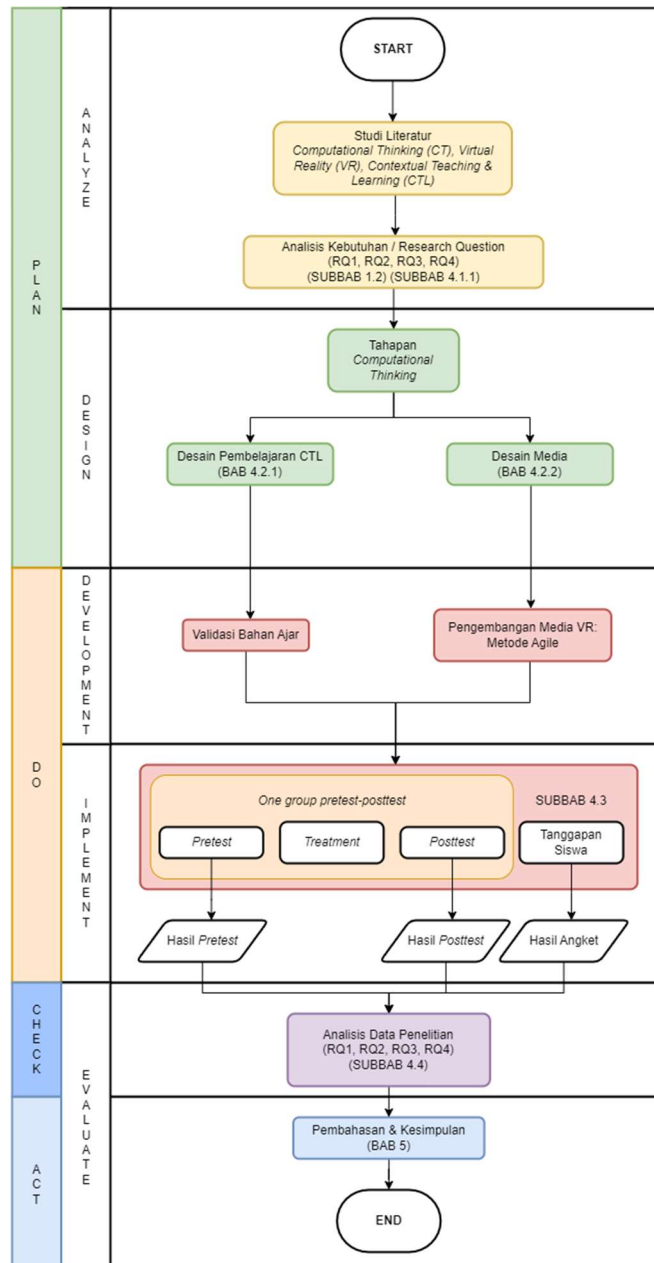 START
ANALYZE
Studi Literatur
Computational Thinking (CT), Virtual
Reality (VR), Contextual Teaching &
Learning (CTL)
Analisis Kebutuhan / Research Question
(RQ1, RQ2, RQ3, RQ4)
(SUBBAB 1.2) (SUBBAB 4.1.1)
PLAN
DESIGN
Tahapan
Computational
Thinking
Desain Pembelajaran CTL
(BAB 4.2.1)
Desain Media
(BAB 4.2.2)
DEVELOPMENT
Validasi Bahan Ajar
Pengembangan Media VR:
Metode Agile
DO
IMPLEMENT
One group pretest-posttest
SUBBAB 4.3
Pretest
Treatment
Posttest
Tanggapan
Siswa
Hasil Pretest
Hasil Posttest
Hasil Angket
CHECK
EVALUATE
Analisis Data Penelitian
(RQ1, RQ2, RQ3, RQ4)
(SUBBAB 4.4)
ACT
Pembahasan & Kesimpulan
(BAB 5)
END